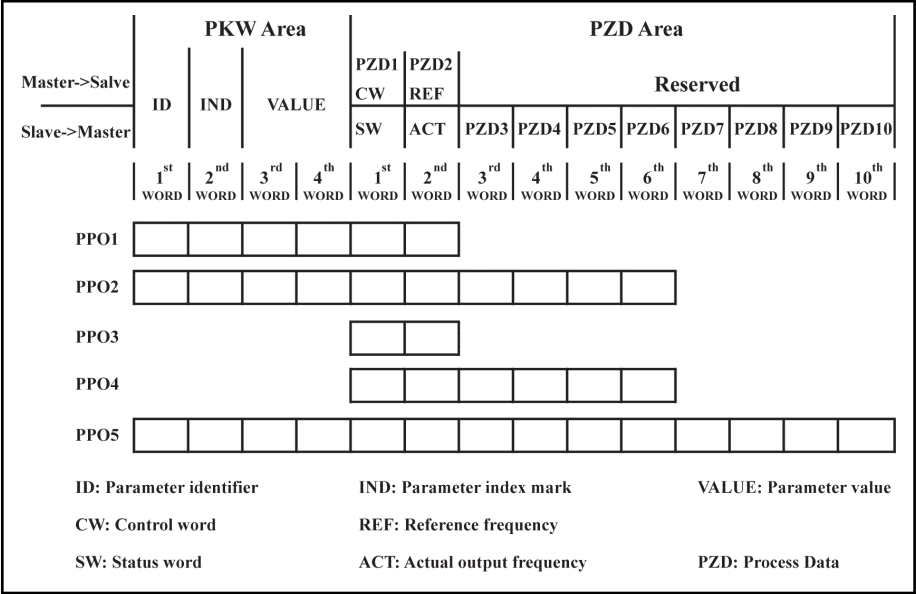 PKW Area PZD Area
Master->Salve PZD1 PZD2
CW REF Reserved
ID IND VALUE
Slave->Master SW ACT PZD3 PZD4 PZD5 PZD6 PZD7 PZD8 PZD9 PZD10
1st 2nd 3rd 4th 1st 2nd 3rd 4th 5th 6th 7th 8th 9th 10th
WORD WORD WORD WORD WORD WORD WORD WORD WORD WORD WORD WORD WORD WORD
PPO1
PPO2
PPO3
PPO4
PPO5
ID: Parameter identifier IND: Parameter index mark VALUE: Parameter value
CW: Control word REF: Reference frequency
SW: Status word ACT: Actual output frequency PZD: Process Data